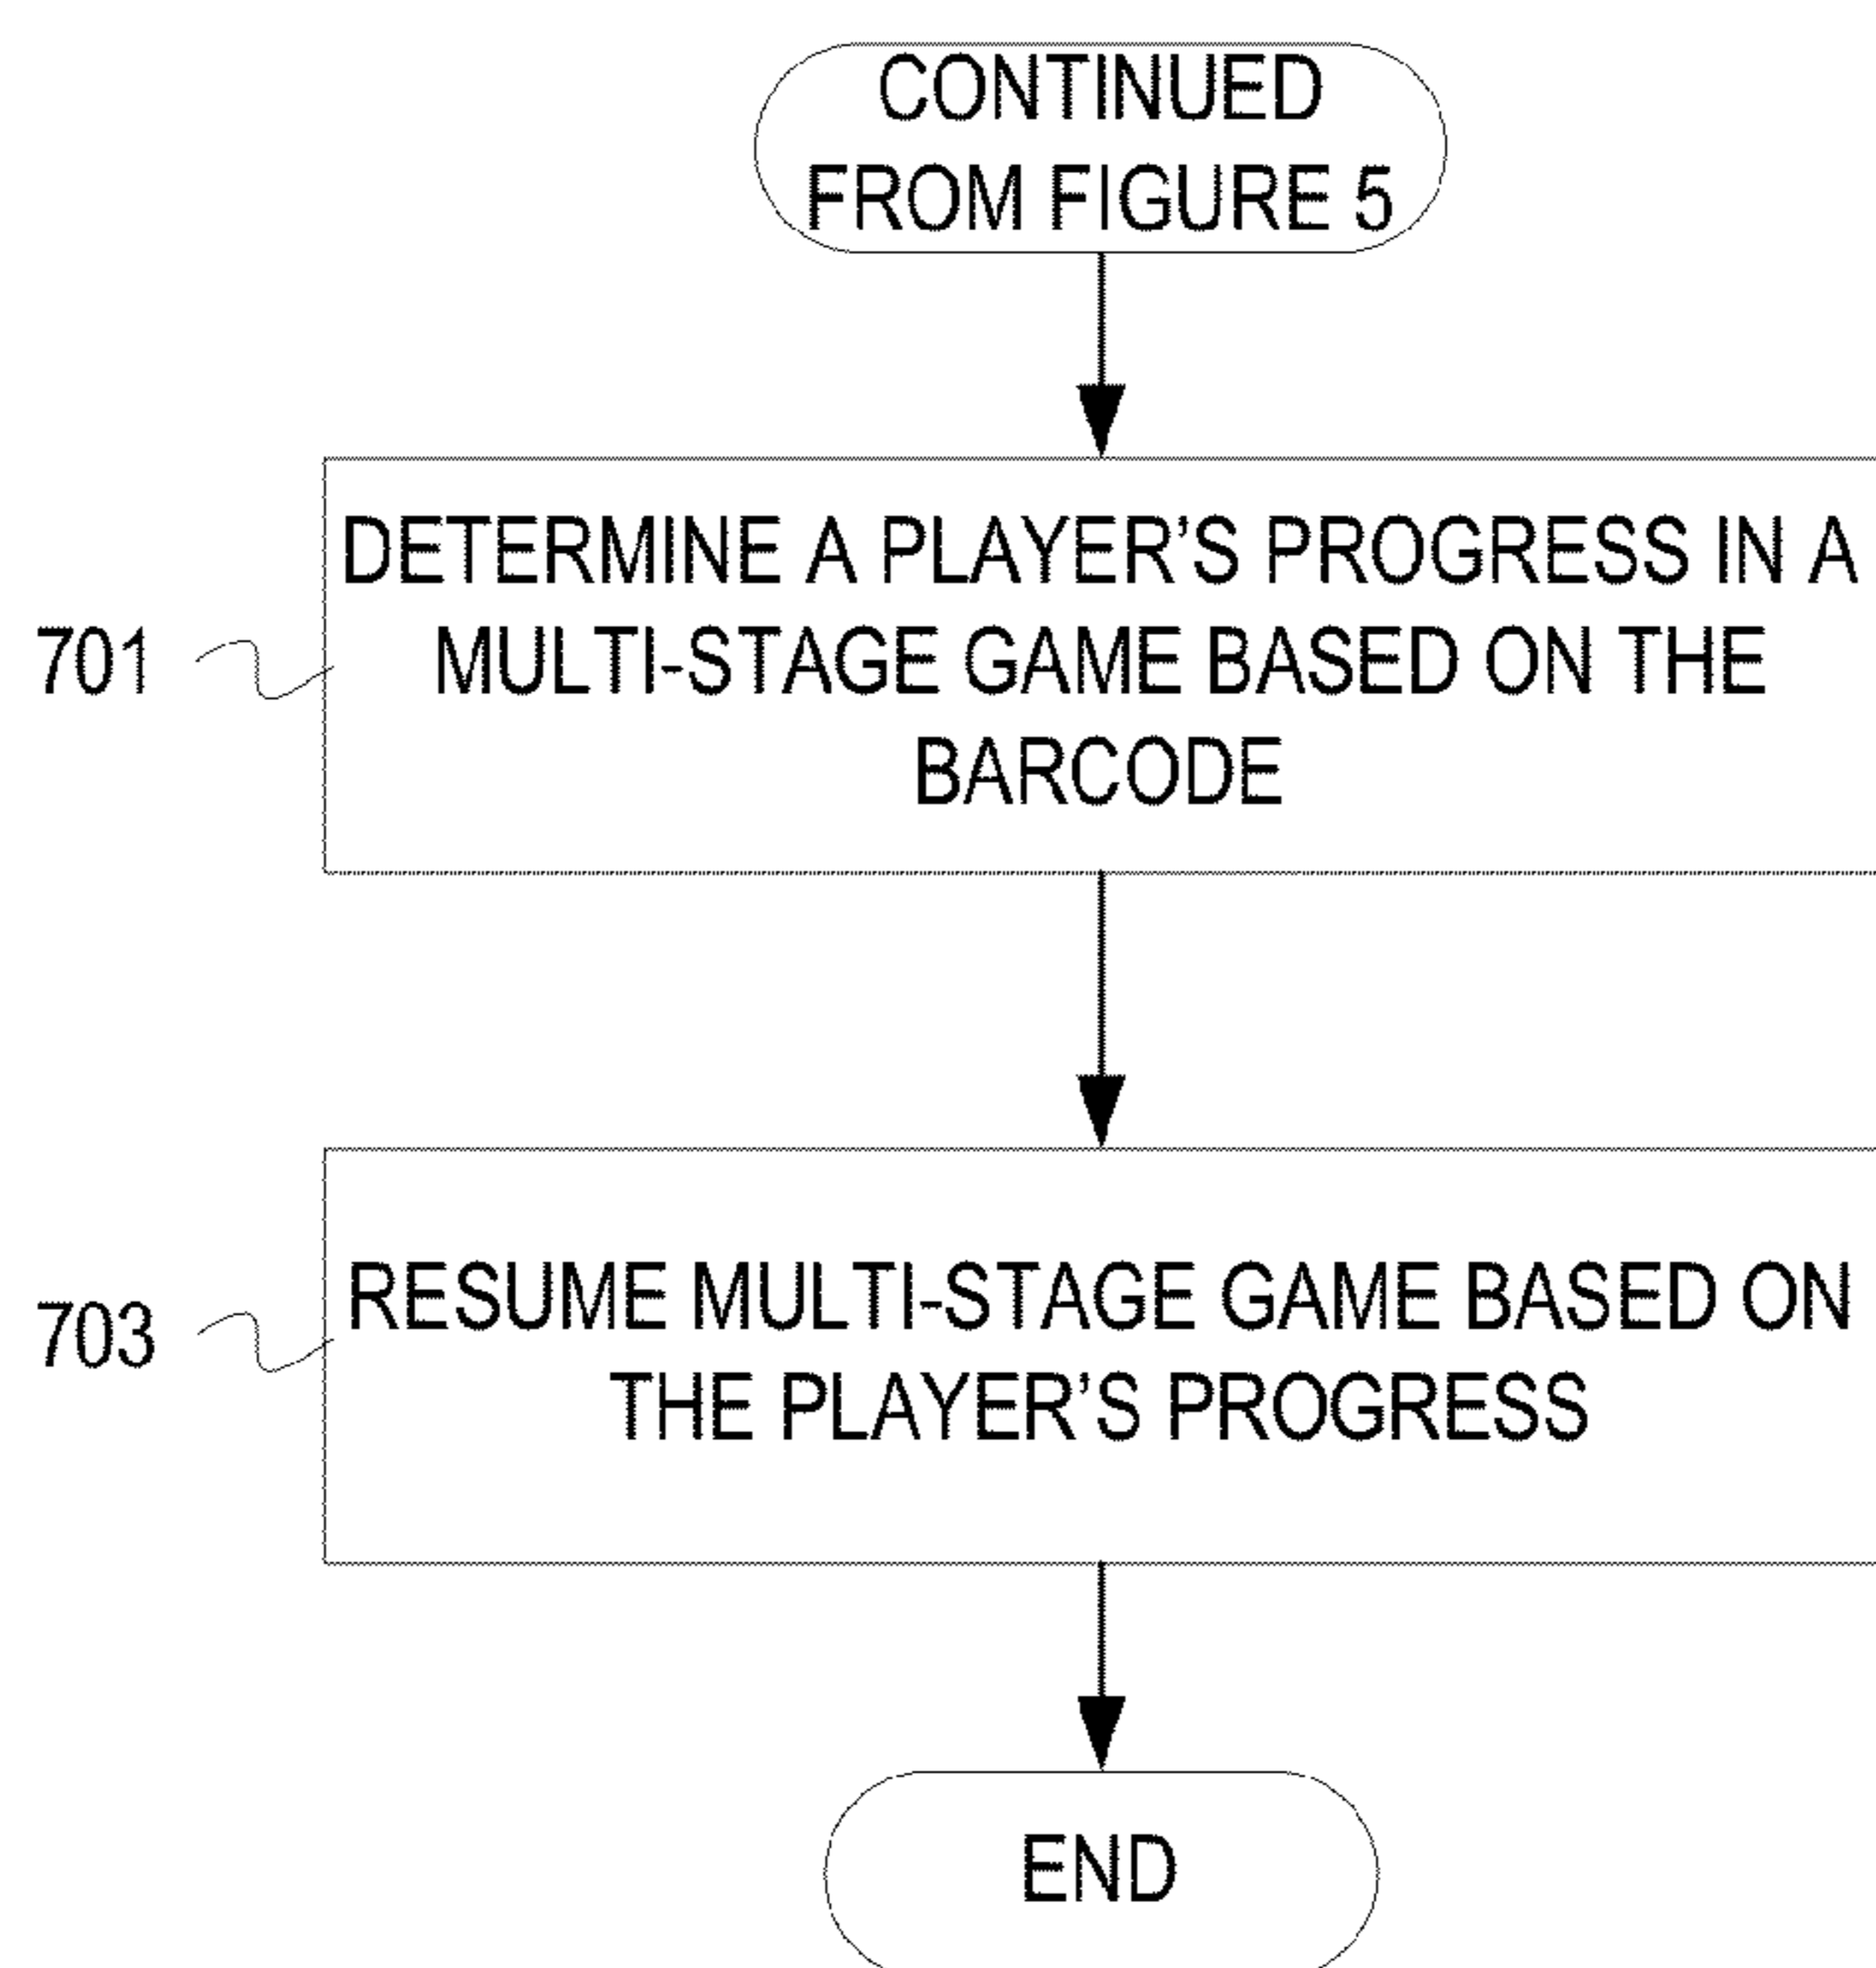 CONTINUED
FROM FIGURE 5
DETERMINE A PLAYER’S PROGRESS IN A
701
MULTI-STAGE GAME BASED ON THE
BARCODE
RESUME MULTI-STAGE GAME BASED ON
703
THE PLAYER’S PROGRESS
END